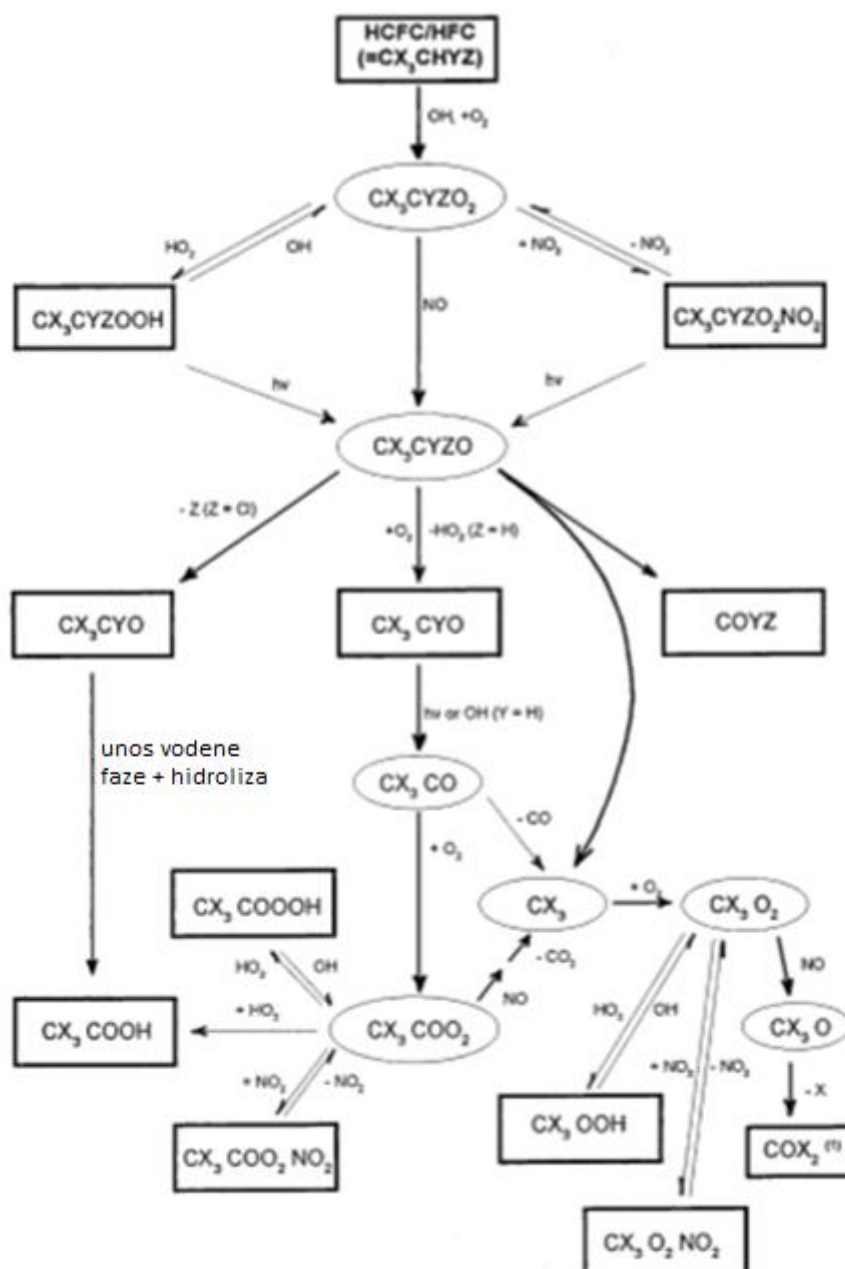 HCFC/HFC
(=CX₃CHYZ)
OH, +O₂
CX₃CYZO₂
HO₂
OH
+ NO₂
- NO₂
CX₃CYZOOH
NO
CX₃CYZO₂NO₂
hv
hv
CX₃CYZO
- Z (Z = Cl)
+O₂
-HO₂ (Z = H)
CX₃CYO
CX₃ CYO
COYZ
hv or OH (Y = H)
unos vodene
faze + hidroliza
CX₃ CO
- CO
+ O₂
CX₃ COOOH
CX₃
+ O₂
CX₃ O₂
HO₂
OH
- CO₂
NO
NO
CX₃ COOH
+ HO₂
CX₃ COO₂
HO₂
OH
CX₃ O
+ NO₂
- NO₂
+ NO₂
- NO₂
- X
CX₃ COO₂ NO₂
CX₃ OOH
COX₂ ⁽¹⁾
CX₃ O₂ NO₂